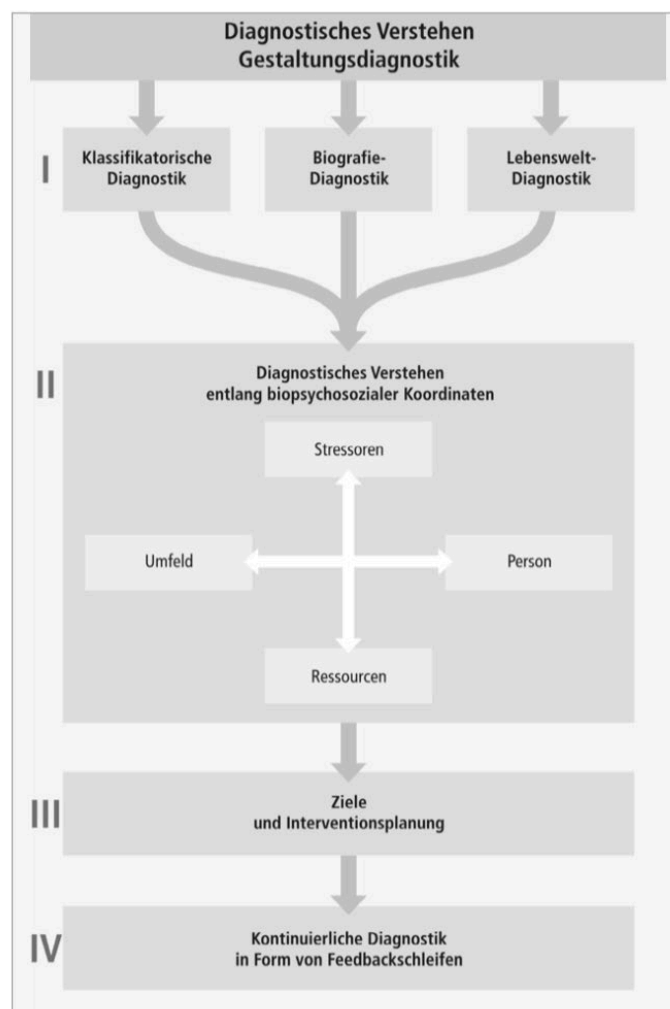 Diagnostisches Verstehen
Gestaltungsdiagnostik
I
Klassifikatorische
Diagnostik
Biografie-
Diagnostik
Lebenswelt-
Diagnostik
II
Diagnostisches Verstehen
entlang biopsychosozialer Koordinaten
Stressoren
Umfeld
Person
Ressourcen
III
Ziele
und Interventionsplanung
IV
Kontinuierliche Diagnostik
in Form von Feedbackschleifen